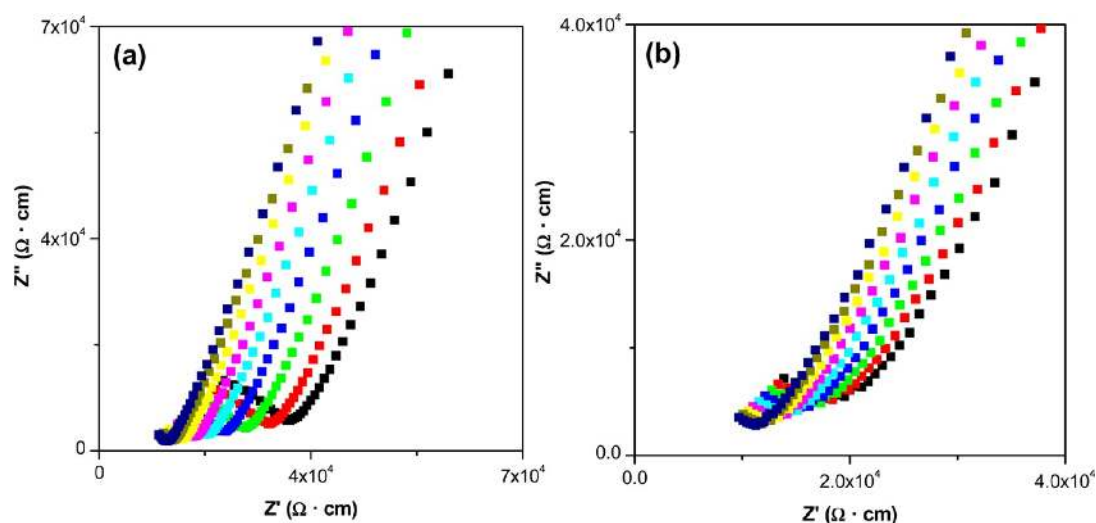 (a)
7x10⁴
4x10⁴
0
Z'' (Ω · cm)
0
4x10⁴
7x10⁴
Z' (Ω · cm)
(b)
4.0x10⁴
2.0x10⁴
0.0
Z'' (Ω · cm)
0.0
2.0x10⁴
4.0x10⁴
Z' (Ω · cm)